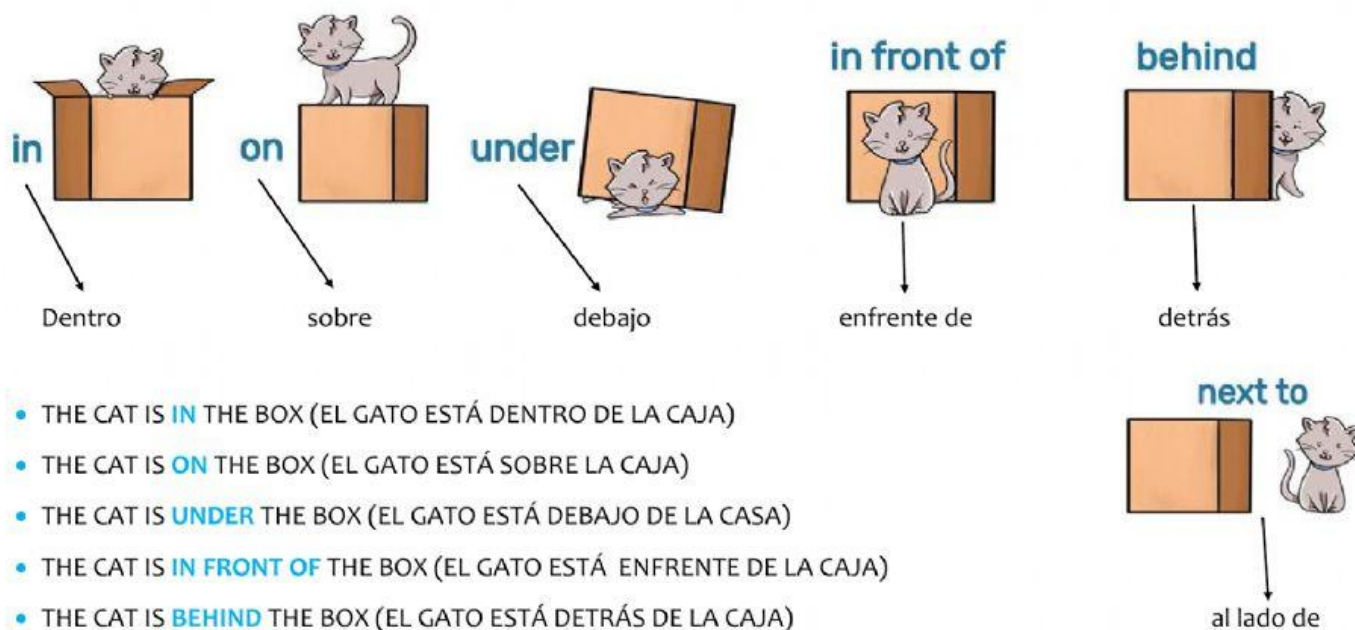 in front of
behind
in
on
under
Dentro
sobre
debajo
enfrente de
detrás
next to
• THE CAT IS IN THE BOX (EL GATO ESTÁ DENTRO DE LA CAJA)
• THE CAT IS ON THE BOX (EL GATO ESTÁ SOBRE LA CAJA)
• THE CAT IS UNDER THE BOX (EL GATO ESTÁ DEBAJO DE LA CASA)
• THE CAT IS IN FRONT OF THE BOX (EL GATO ESTÁ ENFRENTE DE LA CAJA)
• THE CAT IS BEHIND THE BOX (EL GATO ESTÁ DETRÁS DE LA CAJA)
al lado de